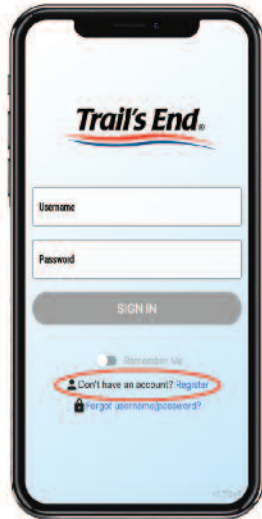 Trail's End®
Username
Password
SIGN IN
Remember Me
Don't have an account? Register
Forgot username/password?